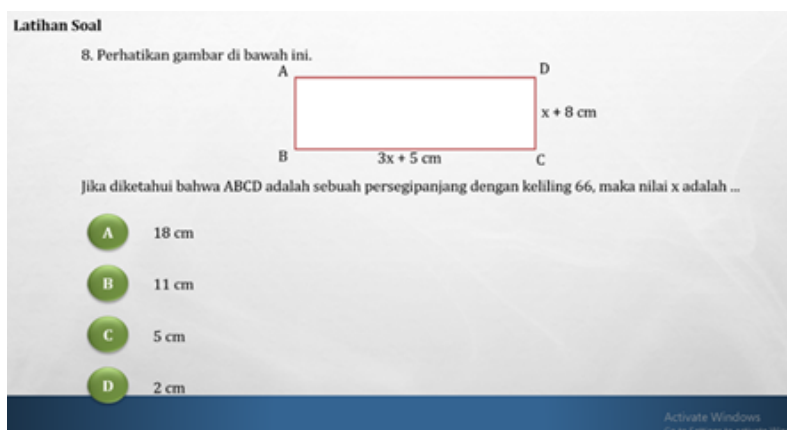 Latihan Soal
8. Perhatikan gambar di bawah ini.
A
D
x + 8 cm
B
3x + 5 cm
C
Jika diketahui bahwa ABCD adalah sebuah persegipanjang dengan keliling 66, maka nilai x adalah ...
A 18 cm
B 11 cm
C 5 cm
D 2 cm
Activate Windows